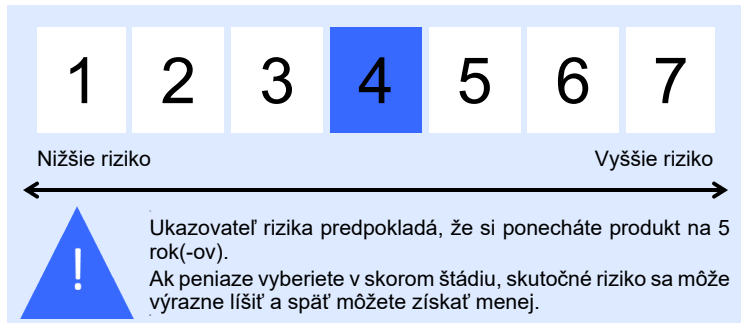 1 2 3 4 5 6 7
Nižšie riziko Vyššie riziko
!
Ukazovateľ rizika predpokladá, že si ponecháte produkt na 5
rok(-ov).
Ak peniaze vyberiete v skorom štádiu, skutočné riziko sa môže
výrazne líšiť a späť môžete získať menej.